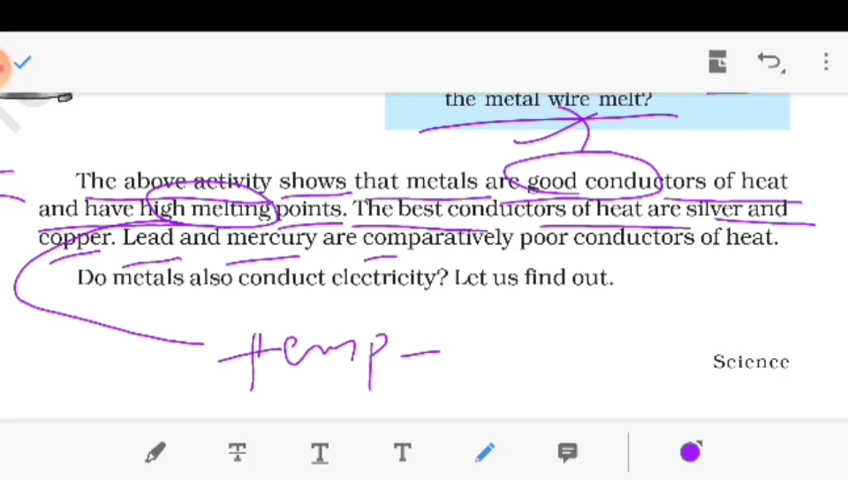 the metal wire melt?
The above activity shows that metals are good conductors of heat
and have high melting points. The best conductors of heat are silver and
copper. Lead and mercury are comparatively poor conductors of heat.
Do metals also conduct electricity? Let us find out.
temp -
Science
T T T